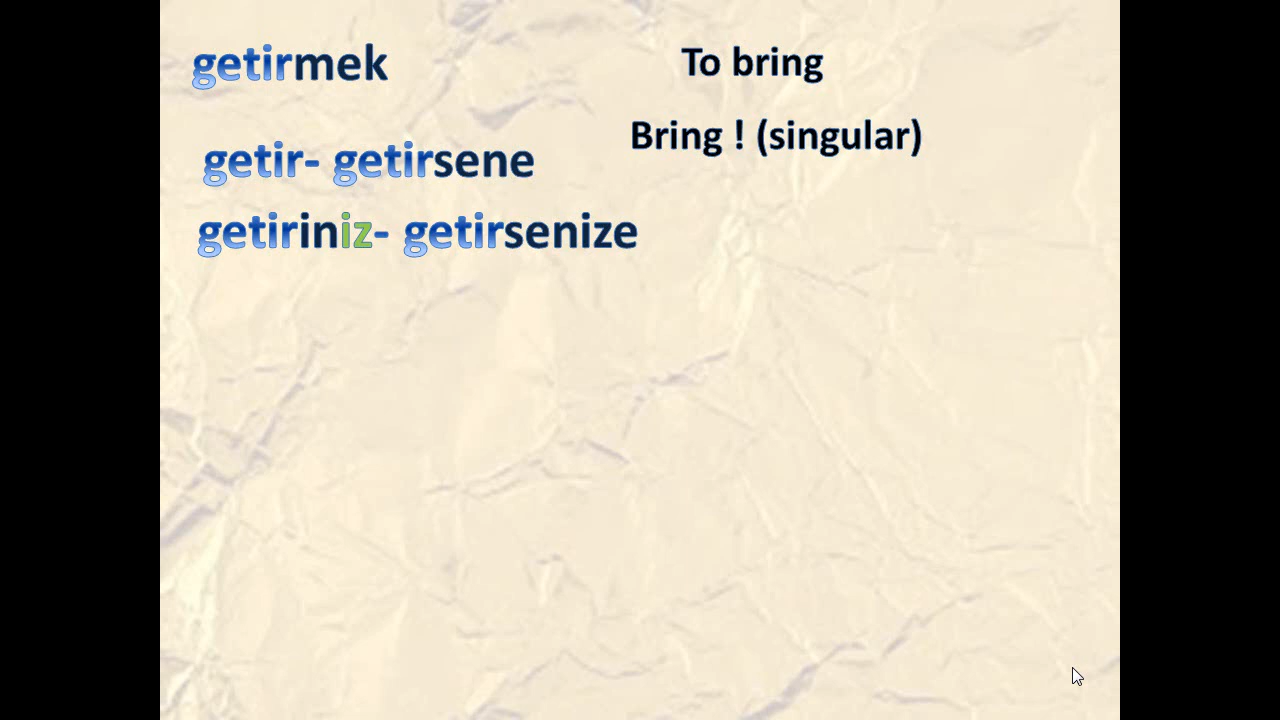 getirmek To bring
Bring ! (singular)
getir- getirsene
getiriniz- getirsenize